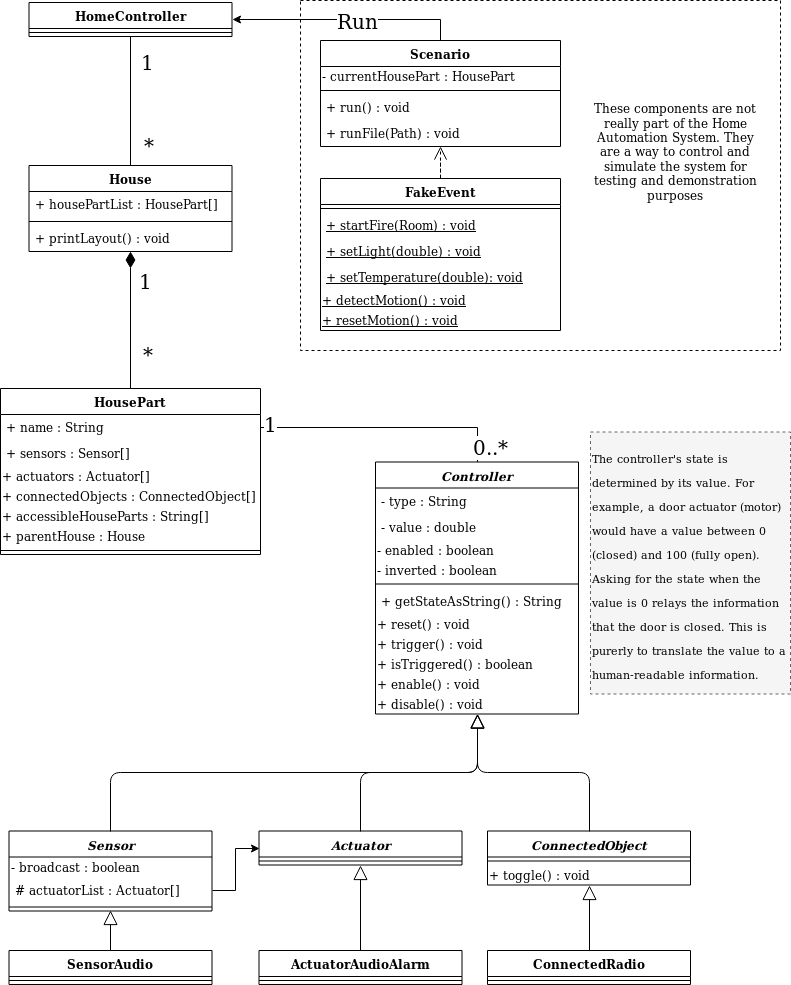 HomeController
Run
Scenario
- currentHousePart : HousePart
+ run() : void
+ runFile(Path) : void
These components are not
really part of the Home
Automation System. They
are a way to control and
simulate the system for
testing and demonstration
purposes
1
*
House
+ housePartList : HousePart[]
+ printLayout() : void
FakeEvent
+ startFire(Room) : void
+ setLight(double) : void
+ setTemperature(double): void
+ detectMotion() : void
+ resetMotion() : void
1
*
HousePart
+ name : String
+ sensors : Sensor[]
+ actuators : Actuator[]
+ connectedObjects : ConnectedObject[]
+ accessibleHouseParts : String[]
+ parentHouse : House
1
0..*
Controller
- type : String
- value : double
- enabled : boolean
- inverted : boolean
+ getStateAsString() : String
+ reset() : void
+ trigger() : void
+ isTriggered() : boolean
+ enable() : void
+ disable() : void
The controller's state is
determined by its value. For
example, a door actuator (motor)
would have a value between 0
(closed) and 100 (fully open).
Asking for the state when the
value is 0 relays the information
that the door is closed. This is
purerly to translate the value to a
human-readable information.
Sensor
- broadcast : boolean
# actuatorList : Actuator[]
Actuator
ConnectedObject
+ toggle() : void
SensorAudio
ActuatorAudioAlarm
ConnectedRadio